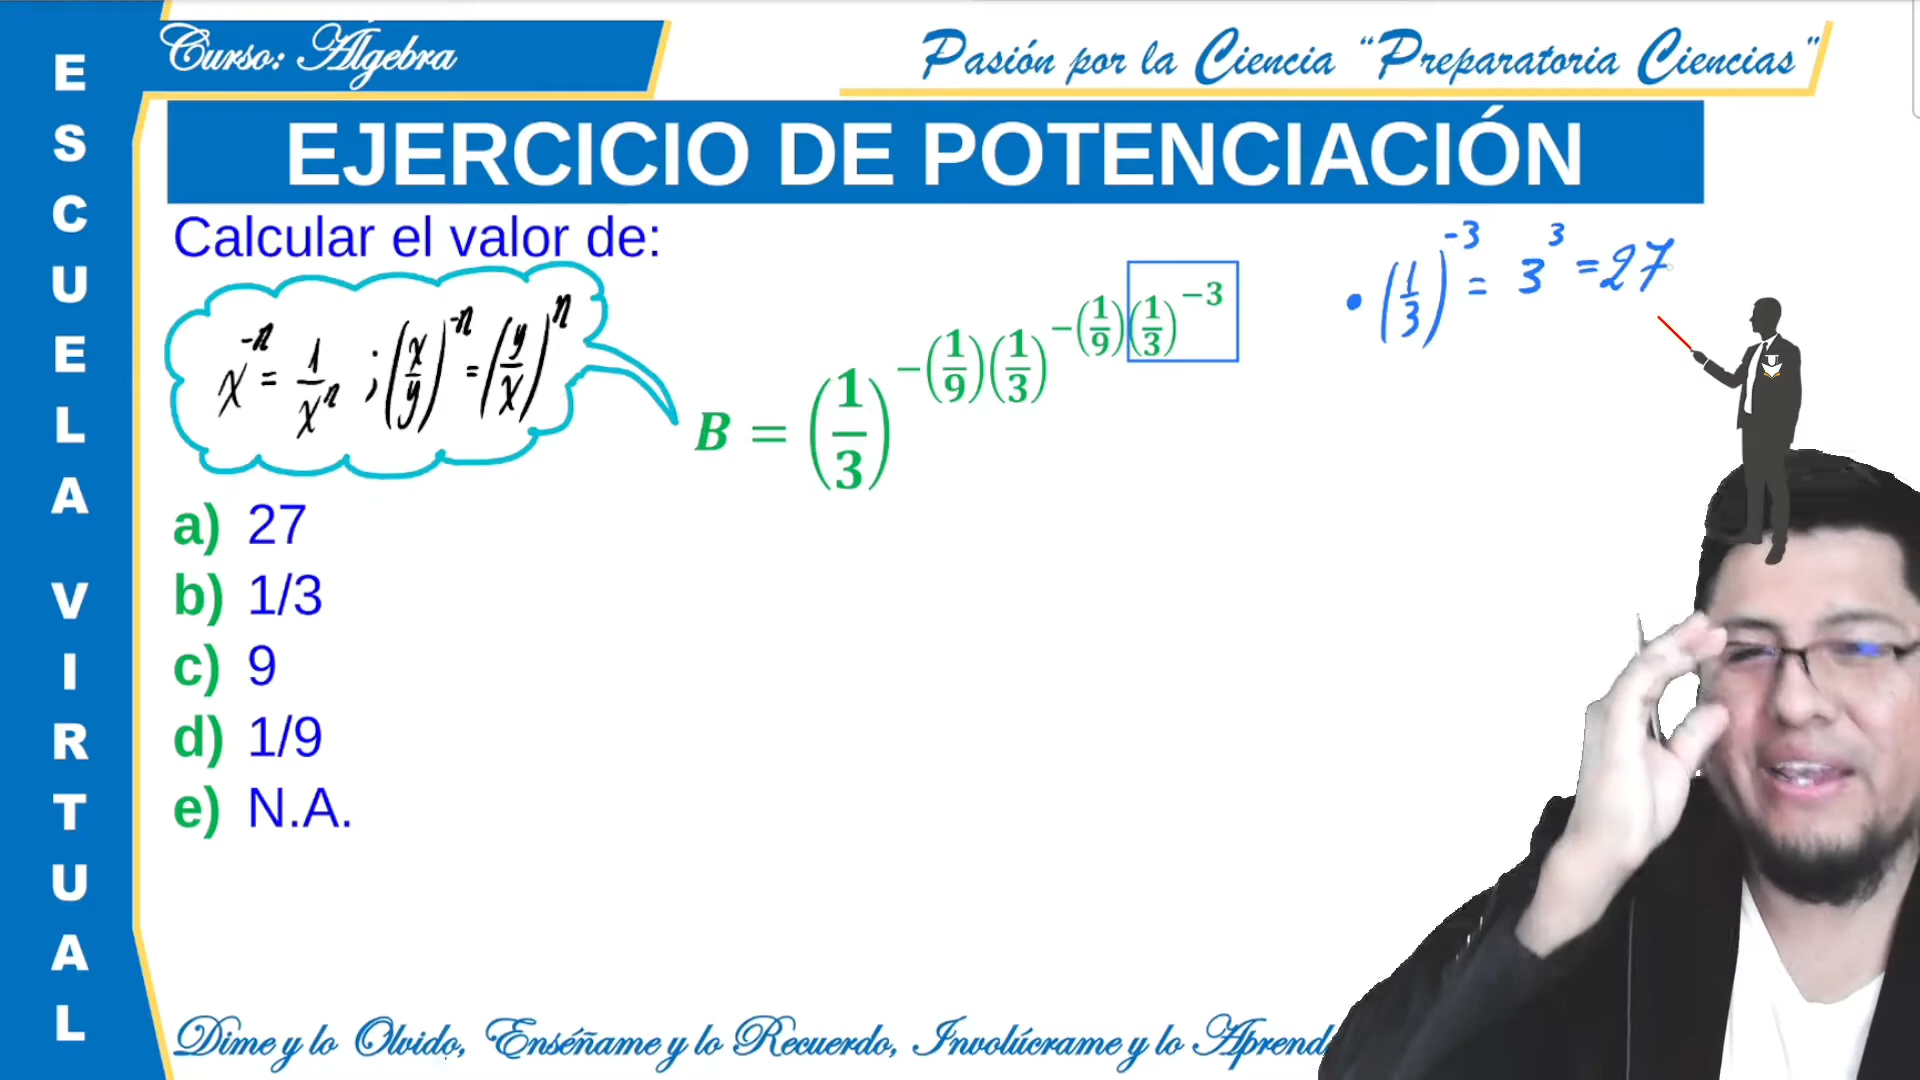 ESCUELA VIRTUAL
Curso: Álgebra
Pasión por la Ciencia “Preparatoria Ciencias”
EJERCICIO DE POTENCIACIÓN
Calcular el valor de:
x^-n = 1/x^n ; (x/y)^-n = (y/x)^n
B = (1/3)^(-(1/9)(1/3)^(-(1/9)(1/3)^(-3)))
• (1/3)^-3 = 3^3 = 27
a) 27
b) 1/3
c) 9
d) 1/9
e) N.A.
Dime y lo Olvido, Enséñame y lo Recuerdo, Involúcrame y lo Aprend